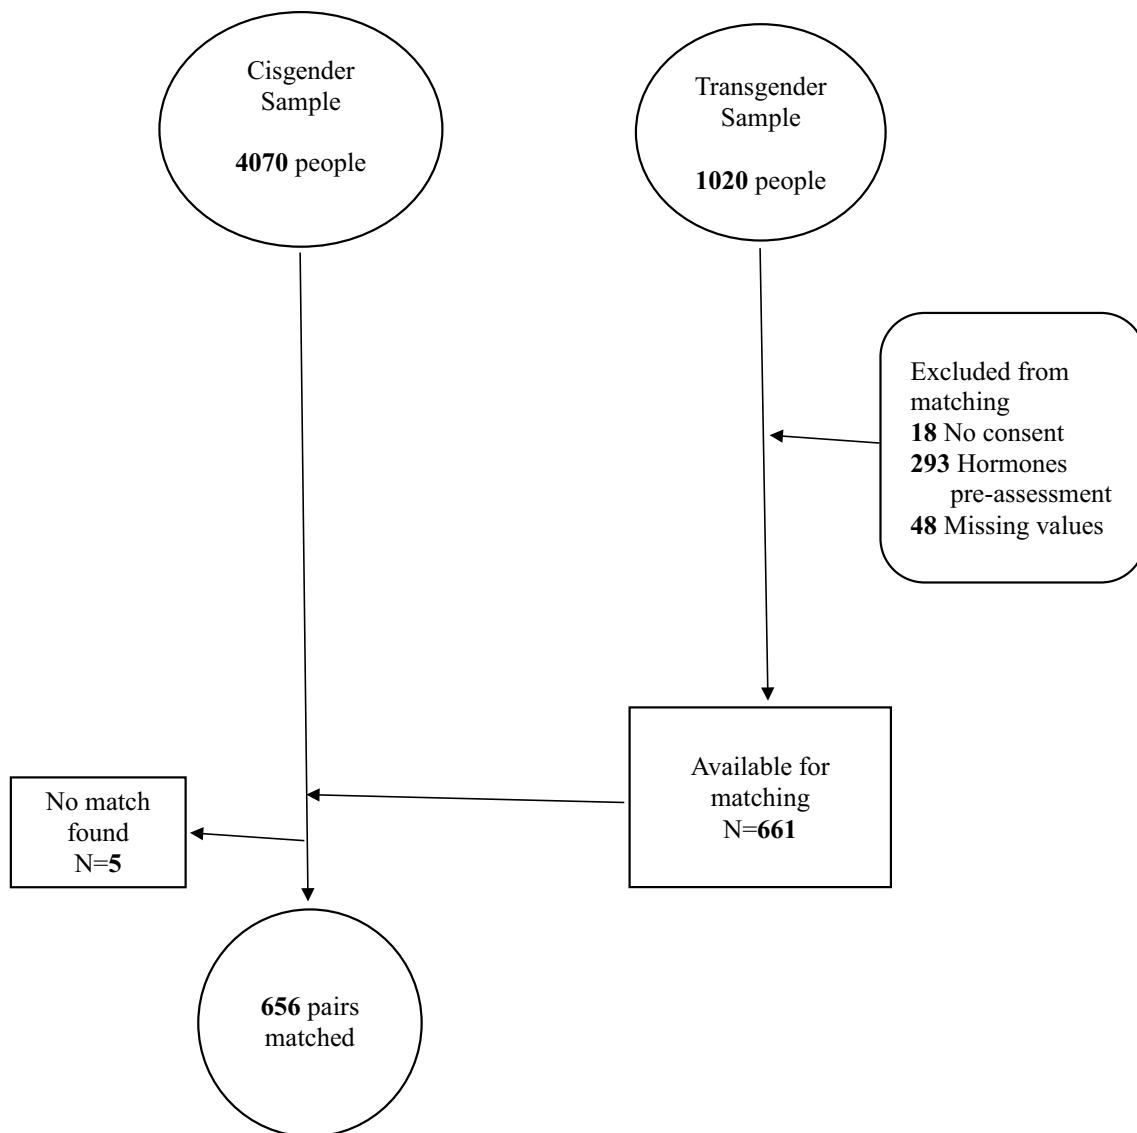 Cisgender
Sample
4070 people
Transgender
Sample
1020 people
Excluded from
matching
18 No consent
293 Hormones
pre-assessment
48 Missing values
Available for
matching
N=661
No match
found
N=5
656 pairs
matched